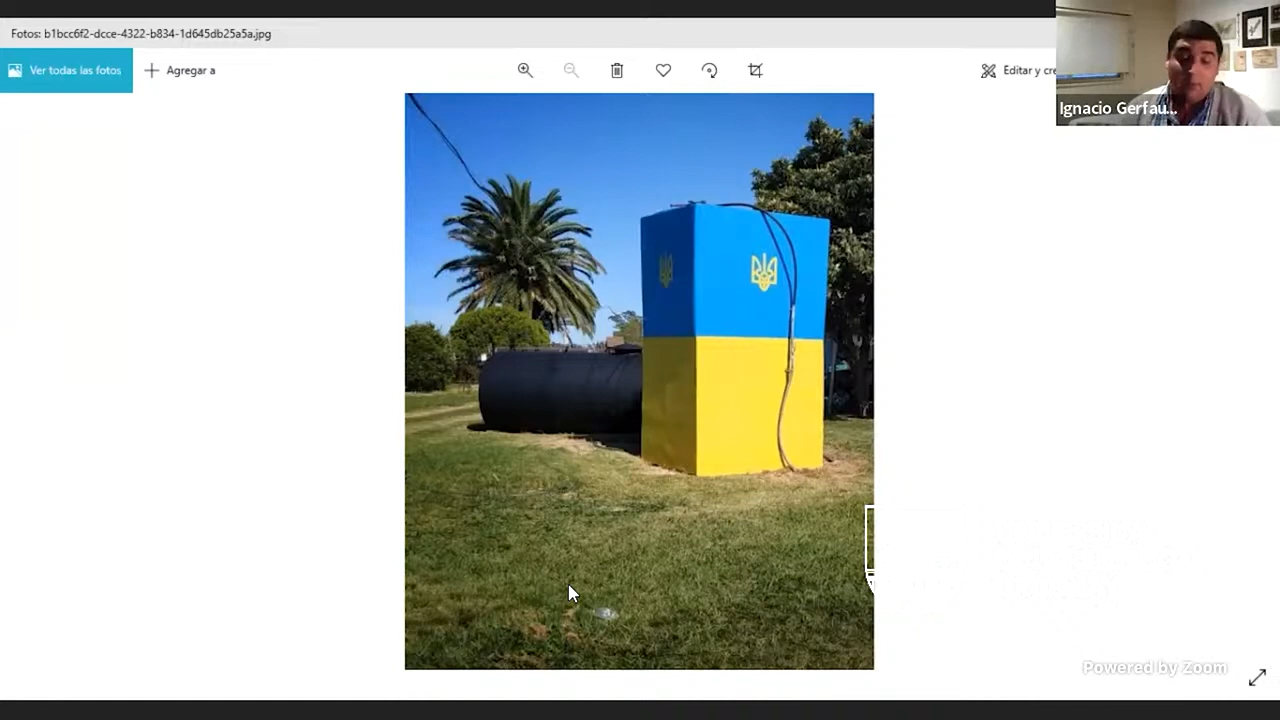 Fotos: b1bcc6f2-dcce-4322-b834-1d645db25a5a.jpg
Ver todas las fotos
Agregar a
Editar y cre
Ignacio Gerfau...
Powered by Zoom